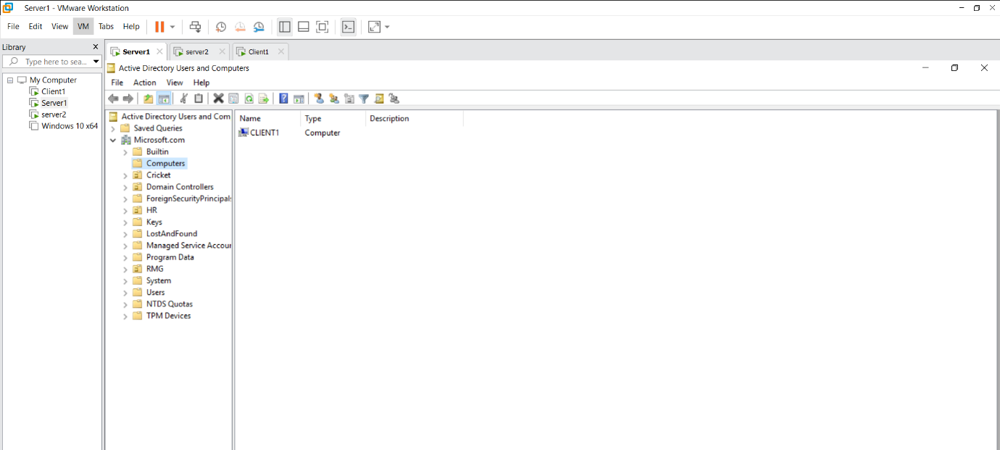 Server1 - VMware Workstation
File Edit View VM Tabs Help
Library
Type here to sea...
My Computer
Client1
Server1
server2
Windows 10 x64
Server1 server2 Client1
Active Directory Users and Computers
File Action View Help
Active Directory Users and Com
Saved Queries
Microsoft.com
Builtin
Computers
Cricket
Domain Controllers
ForeignSecurityPrincipals
HR
Keys
LostAndFound
Managed Service Accour
Program Data
RMG
System
Users
NTDS Quotas
TPM Devices
Name Type Description
CLIENT1 Computer